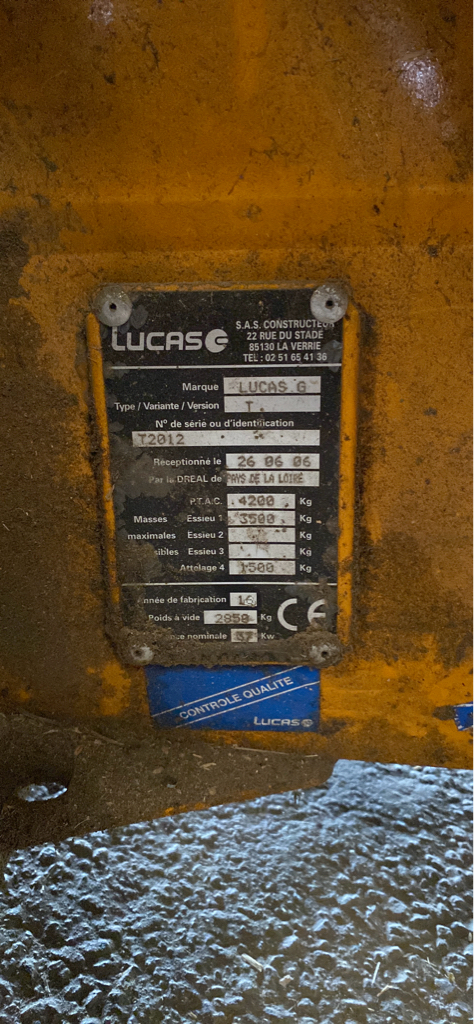 LUCAS G
S.A.S. CONSTRUCTEUR
22 RUE DU STADE
85130 LA VERRIE
TEL : 02 51 65 41 36
Marque LUCAS G
Type / Variante / Version T
N° de série ou d'identification
T2012
Réceptionné le 26 06 06
Par la DREAL de PAYS DE LA LOIRE
P.T.A.C. 4200 Kg
Masses Essieu 1 3500 Kg
maximales Essieu 2 Kg
sibles Essieu 3 Kg
Attelage 4 1500 Kg
nnée de fabrication 16
Poids à vide 2850 Kg
ce nominale Kw
CE
CONTROLE QUALITE
LUCAS G